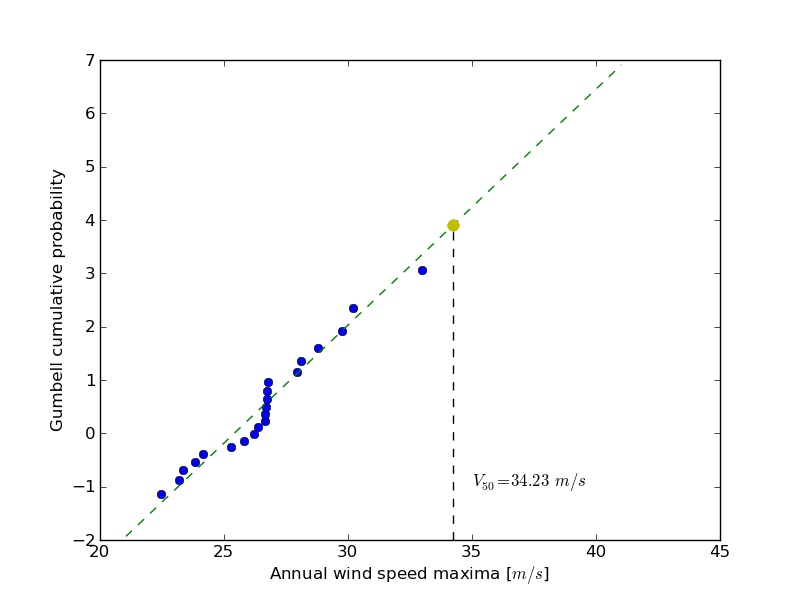 7
6
5
4
3
2
1
0
−1
−2
Gumbell cumulative probability
V50=34.23 m/s
20 25 30 35 40 45
Annual wind speed maxima [m/s]